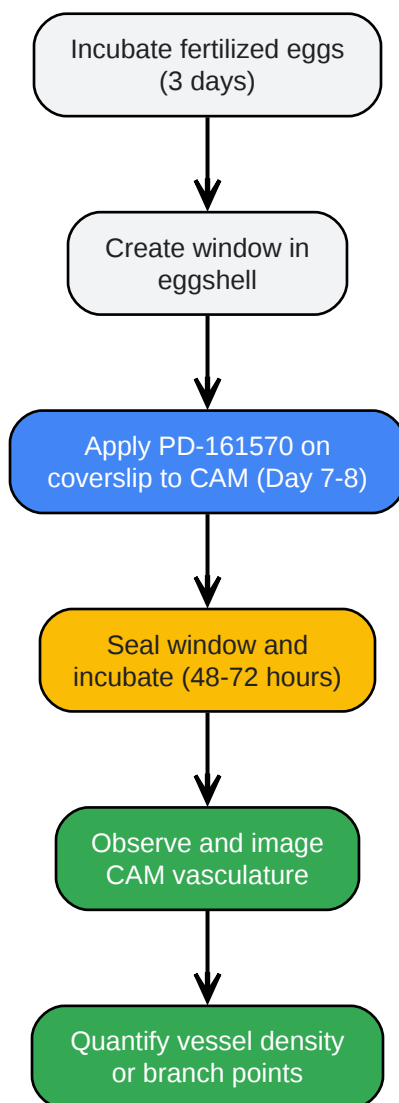 Incubate fertilized eggs
(3 days)
Create window in
eggshell
Apply PD-161570 on
coverslip to CAM (Day 7-8)
Seal window and
incubate (48-72 hours)
Observe and image
CAM vasculature
Quantify vessel density
or branch points